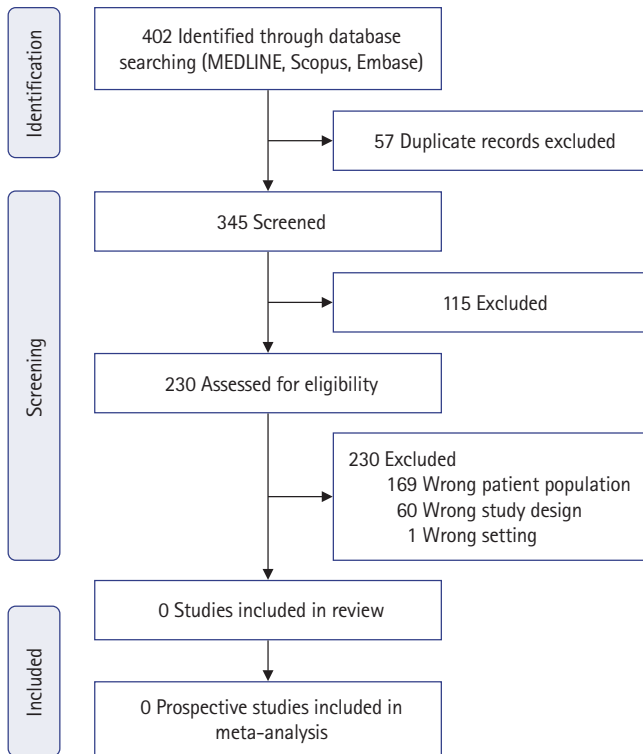 Identification
402 Identified through database
searching (MEDLINE, Scopus, Embase)
57 Duplicate records excluded
Screening
345 Screened
115 Excluded
230 Assessed for eligibility
230 Excluded
169 Wrong patient population
60 Wrong study design
1 Wrong setting
Included
0 Studies included in review
0 Prospective studies included in
meta-analysis